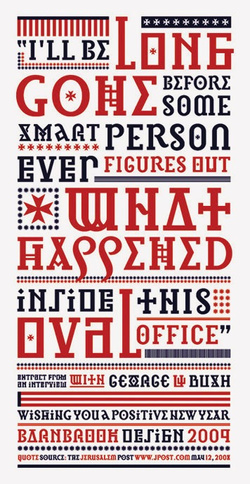 "I'LL BE LONG
GONE BEFORE
SOME
SMART PERSON
EVER FIGURES OUT
WHAT
HAPPENED
INSIDE THIS
OVAL OFFICE"
EXTRACT FROM
AN INTERVIEW WITH GEORGE W BUSH
WISHING YOU A POSITIVE NEW YEAR
BARNBROOK DESIGN 2009
QUOTE SOURCE: THE JERUSALEM POST WWW.JPOST.COM MAY 12, 2008